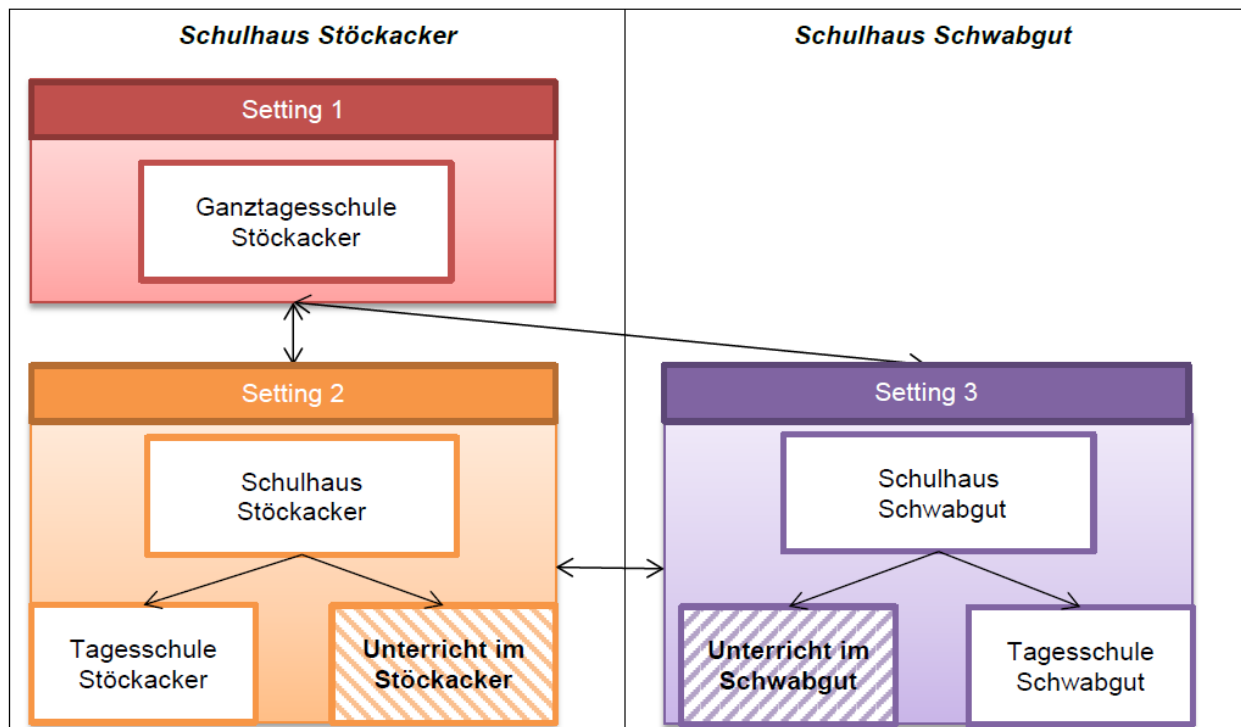 Schulhaus Stöckacker
Schulhaus Schwabgut
Setting 1
Ganztagesschule
Stöckacker
Setting 2
Schulhaus
Stöckacker
Tagesschule
Stöckacker
Unterricht im
Stöckacker
Setting 3
Schulhaus
Schwabgut
Unterricht im
Schwabgut
Tagesschule
Schwabgut